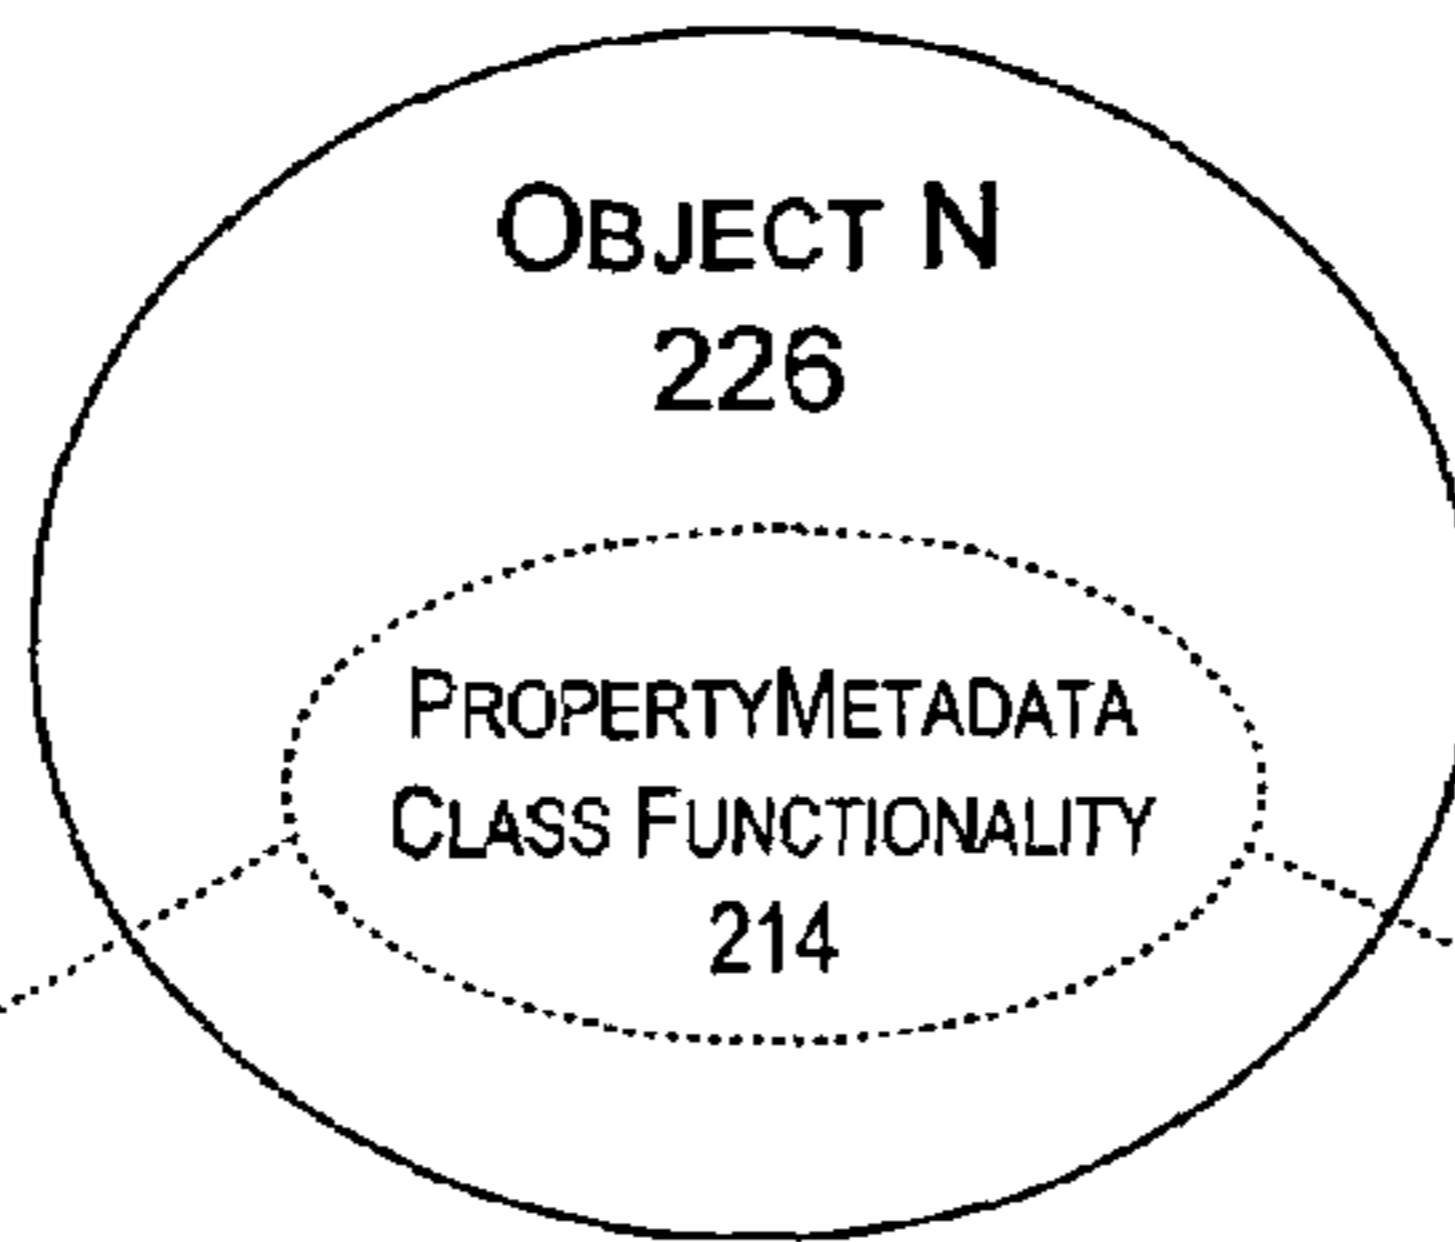 OBJECT N
226
PROPERTYMETADATA
CLASS FUNCTIONALITY
214